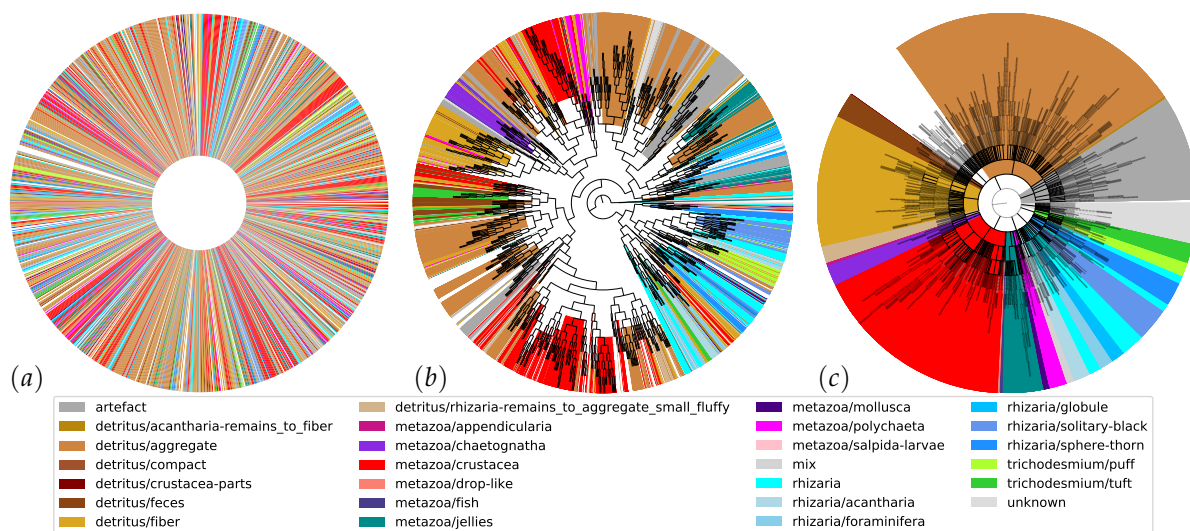 (a) (b) (c)
artefact
detritus/acantharia-remains_to_fiber
detritus/aggregate
detritus/compact
detritus/crustacea-parts
detritus/feces
detritus/fiber
detritus/rhizaria-remains_to_aggregate_small_fluffy
metazoa/appendicularia
metazoa/chaetognatha
metazoa/crustacea
metazoa/drop-like
metazoa/fish
metazoa/jellies
metazoa/mollusca
metazoa/polychaeta
metazoa/salpida-larvae
mix
rhizaria
rhizaria/acantharia
rhizaria/foraminifera
rhizaria/globule
rhizaria/solitary-black
rhizaria/sphere-thorn
trichodesmium/puff
trichodesmium/tuft
unknown